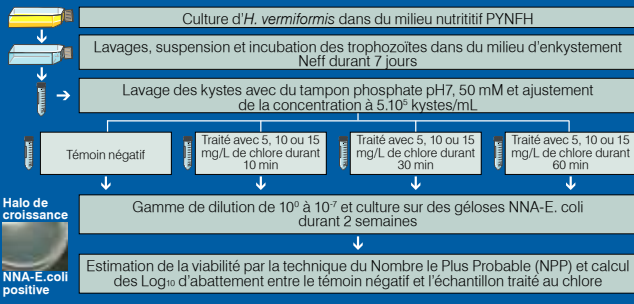 Culture d'H. vermiformis dans du milieu nutrititif PYNFH
Lavages, suspension et incubation des trophozoïtes dans du milieu d'enkystement
Neff durant 7 jours
Lavage des kystes avec du tampon phosphate pH7, 50 mM et ajustement
de la concentration à 5.10⁵ kystes/mL
Témoin négatif
Traité avec 5, 10 ou 15
mg/L de chlore durant
10 min
Traité avec 5, 10 ou 15
mg/L de chlore durant
30 min
Traité avec 5, 10 ou 15
mg/L de chlore durant
60 min
Halo de
croissance
NNA-E.coli
positive
Gamme de dilution de 10⁰ à 10⁻⁷ et culture sur des géloses NNA-E. coli
durant 2 semaines
Estimation de la viabilité par la technique du Nombre le Plus Probable (NPP) et calcul
des Log₁₀ d'abattement entre le témoin négatif et l'échantillon traité au chlore